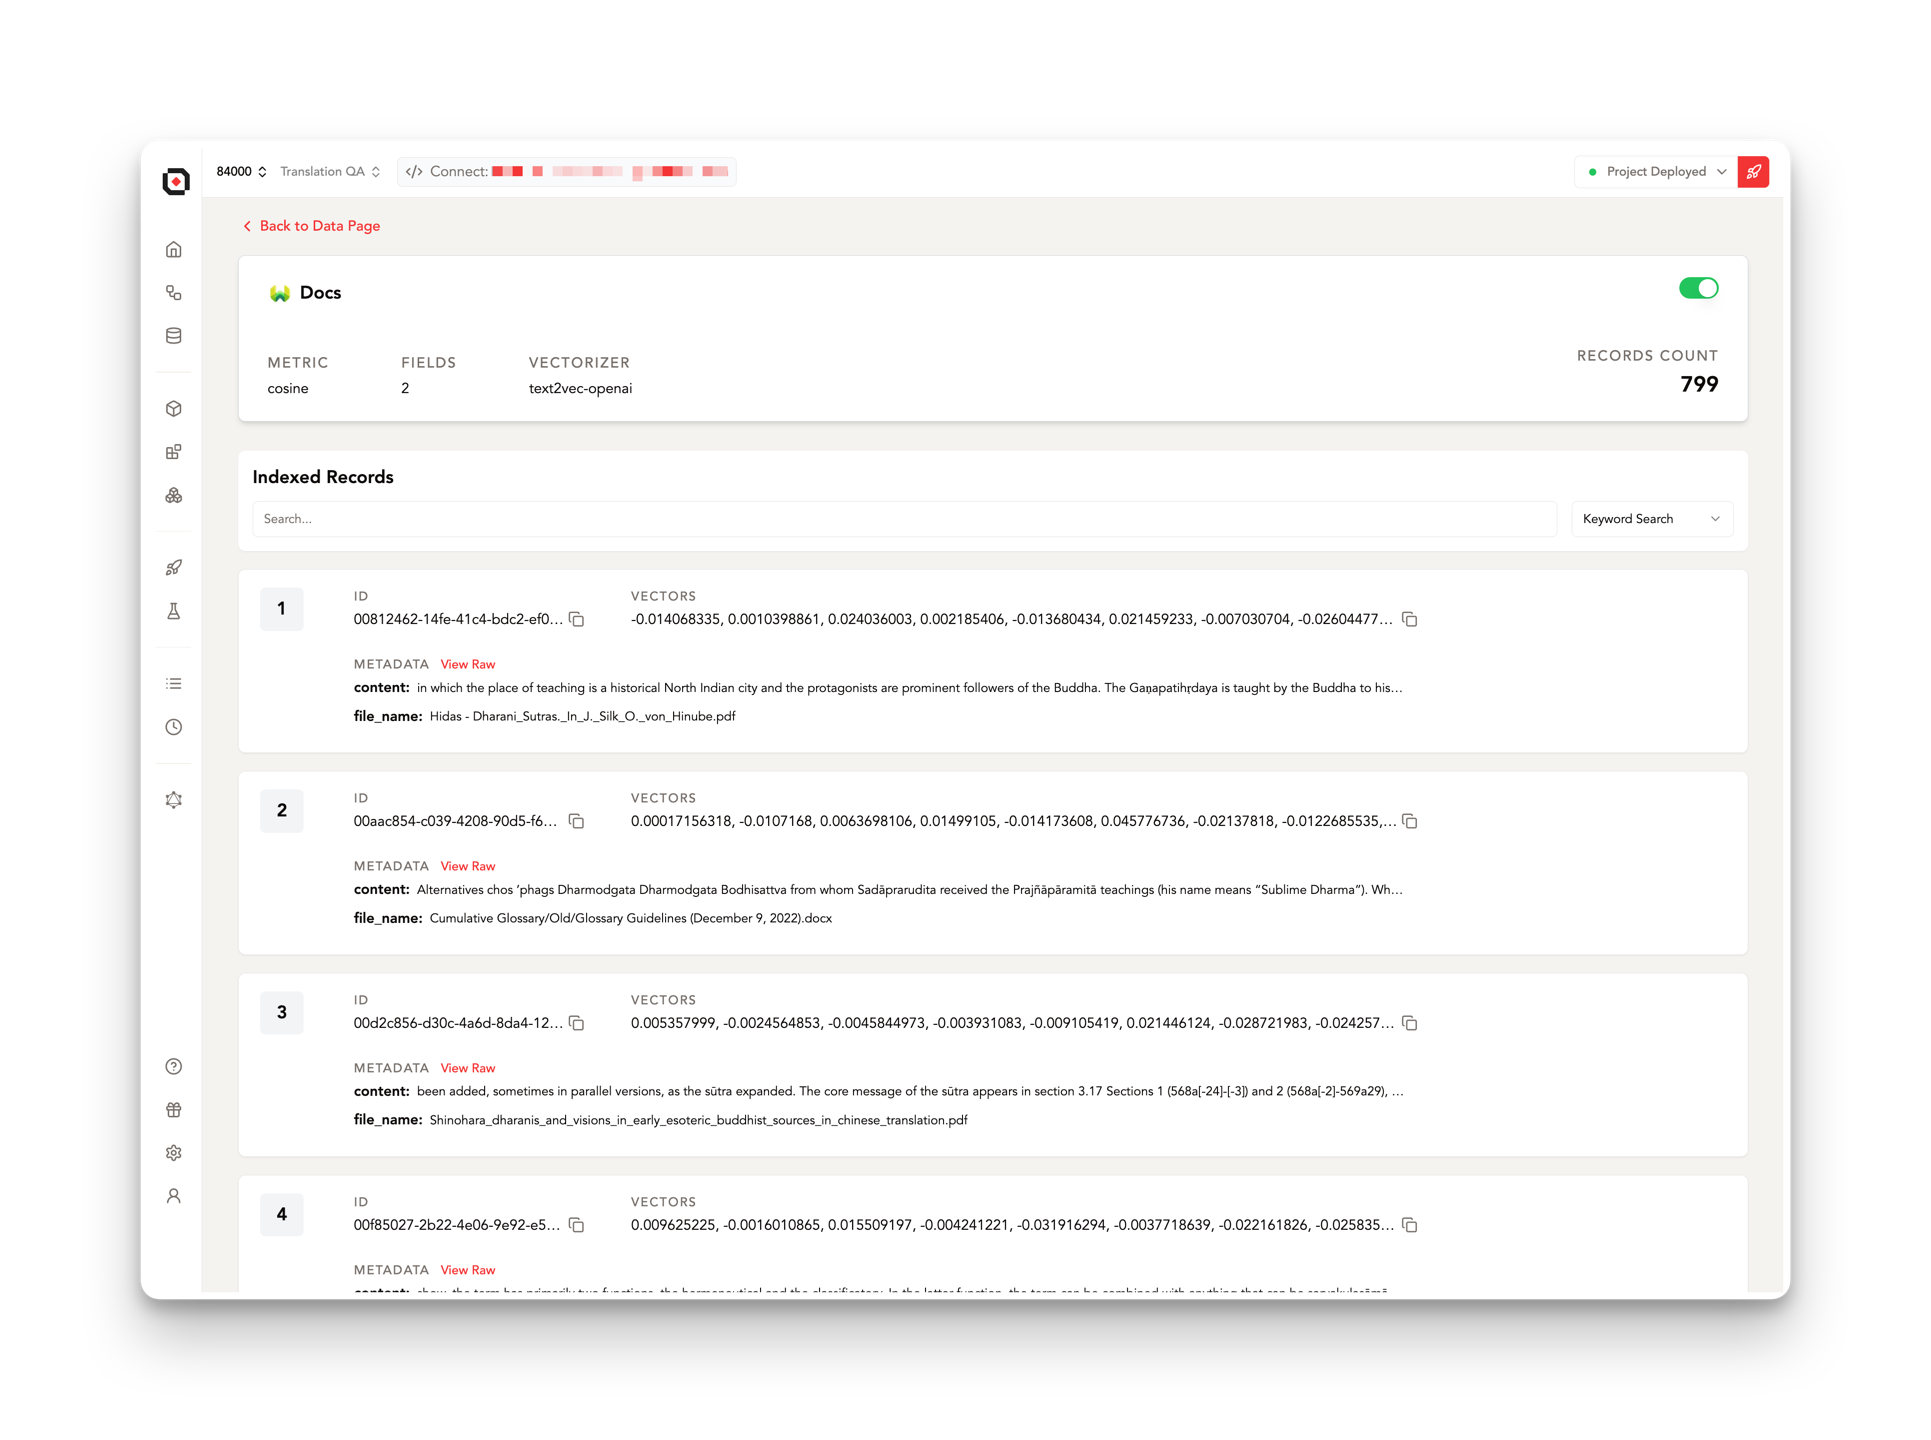 84000 Translation QA </> Connect: Project Deployed
Back to Data Page
Docs
METRIC FIELDS VECTORIZER RECORDS COUNT
cosine 2 text2vec-openai 799
Indexed Records
Search... Keyword Search
1
ID VECTORS
00812462-14fe-41c4-bdc2-ef0... -0.014068335, 0.0010398861, 0.024036003, 0.002185406, -0.013680434, 0.021459233, -0.007030704, -0.02604477...
METADATA View Raw
content: in which the place of teaching is a historical North Indian city and the protagonists are prominent followers of the Buddha. The Gaṇapatihṛdaya is taught by the Buddha to his...
file_name: Hidas - Dharani_Sutras._In_J._Silk_O._von_Hinube.pdf
2
ID VECTORS
00aac854-c039-4208-90d5-f6... 0.00017156318, -0.0107168, 0.0063698106, 0.01499105, -0.014173608, 0.045776736, -0.02137818, -0.0122685535,...
METADATA View Raw
content: Alternatives chos ’phags Dharmodgata Dharmodgata Bodhisattva from whom Sadāprarudita received the Prajñāpāramitā teachings (his name means “Sublime Dharma”). Wh...
file_name: Cumulative Glossary/Old/Glossary Guidelines (December 9, 2022).docx
3
ID VECTORS
00d2c856-d30c-4a6d-8da4-12... 0.005357999, -0.0024564853, -0.0045844973, -0.003931083, -0.009105419, 0.021446124, -0.028721983, -0.024257...
METADATA View Raw
content: been added, sometimes in parallel versions, as the sūtra expanded. The core message of the sūtra appears in section 3.17 Sections 1 (568a[-24]-[-3]) and 2 (568a[-2]-569a29), ...
file_name: Shinohara_dharanis_and_visions_in_early_esoteric_buddhist_sources_in_chinese_translation.pdf
4
ID VECTORS
00f85027-2b22-4e06-9e92-e5... 0.009625225, -0.0016010865, 0.015509197, -0.004241221, -0.031916294, -0.0037718639, -0.022161826, -0.025835...
METADATA View Raw